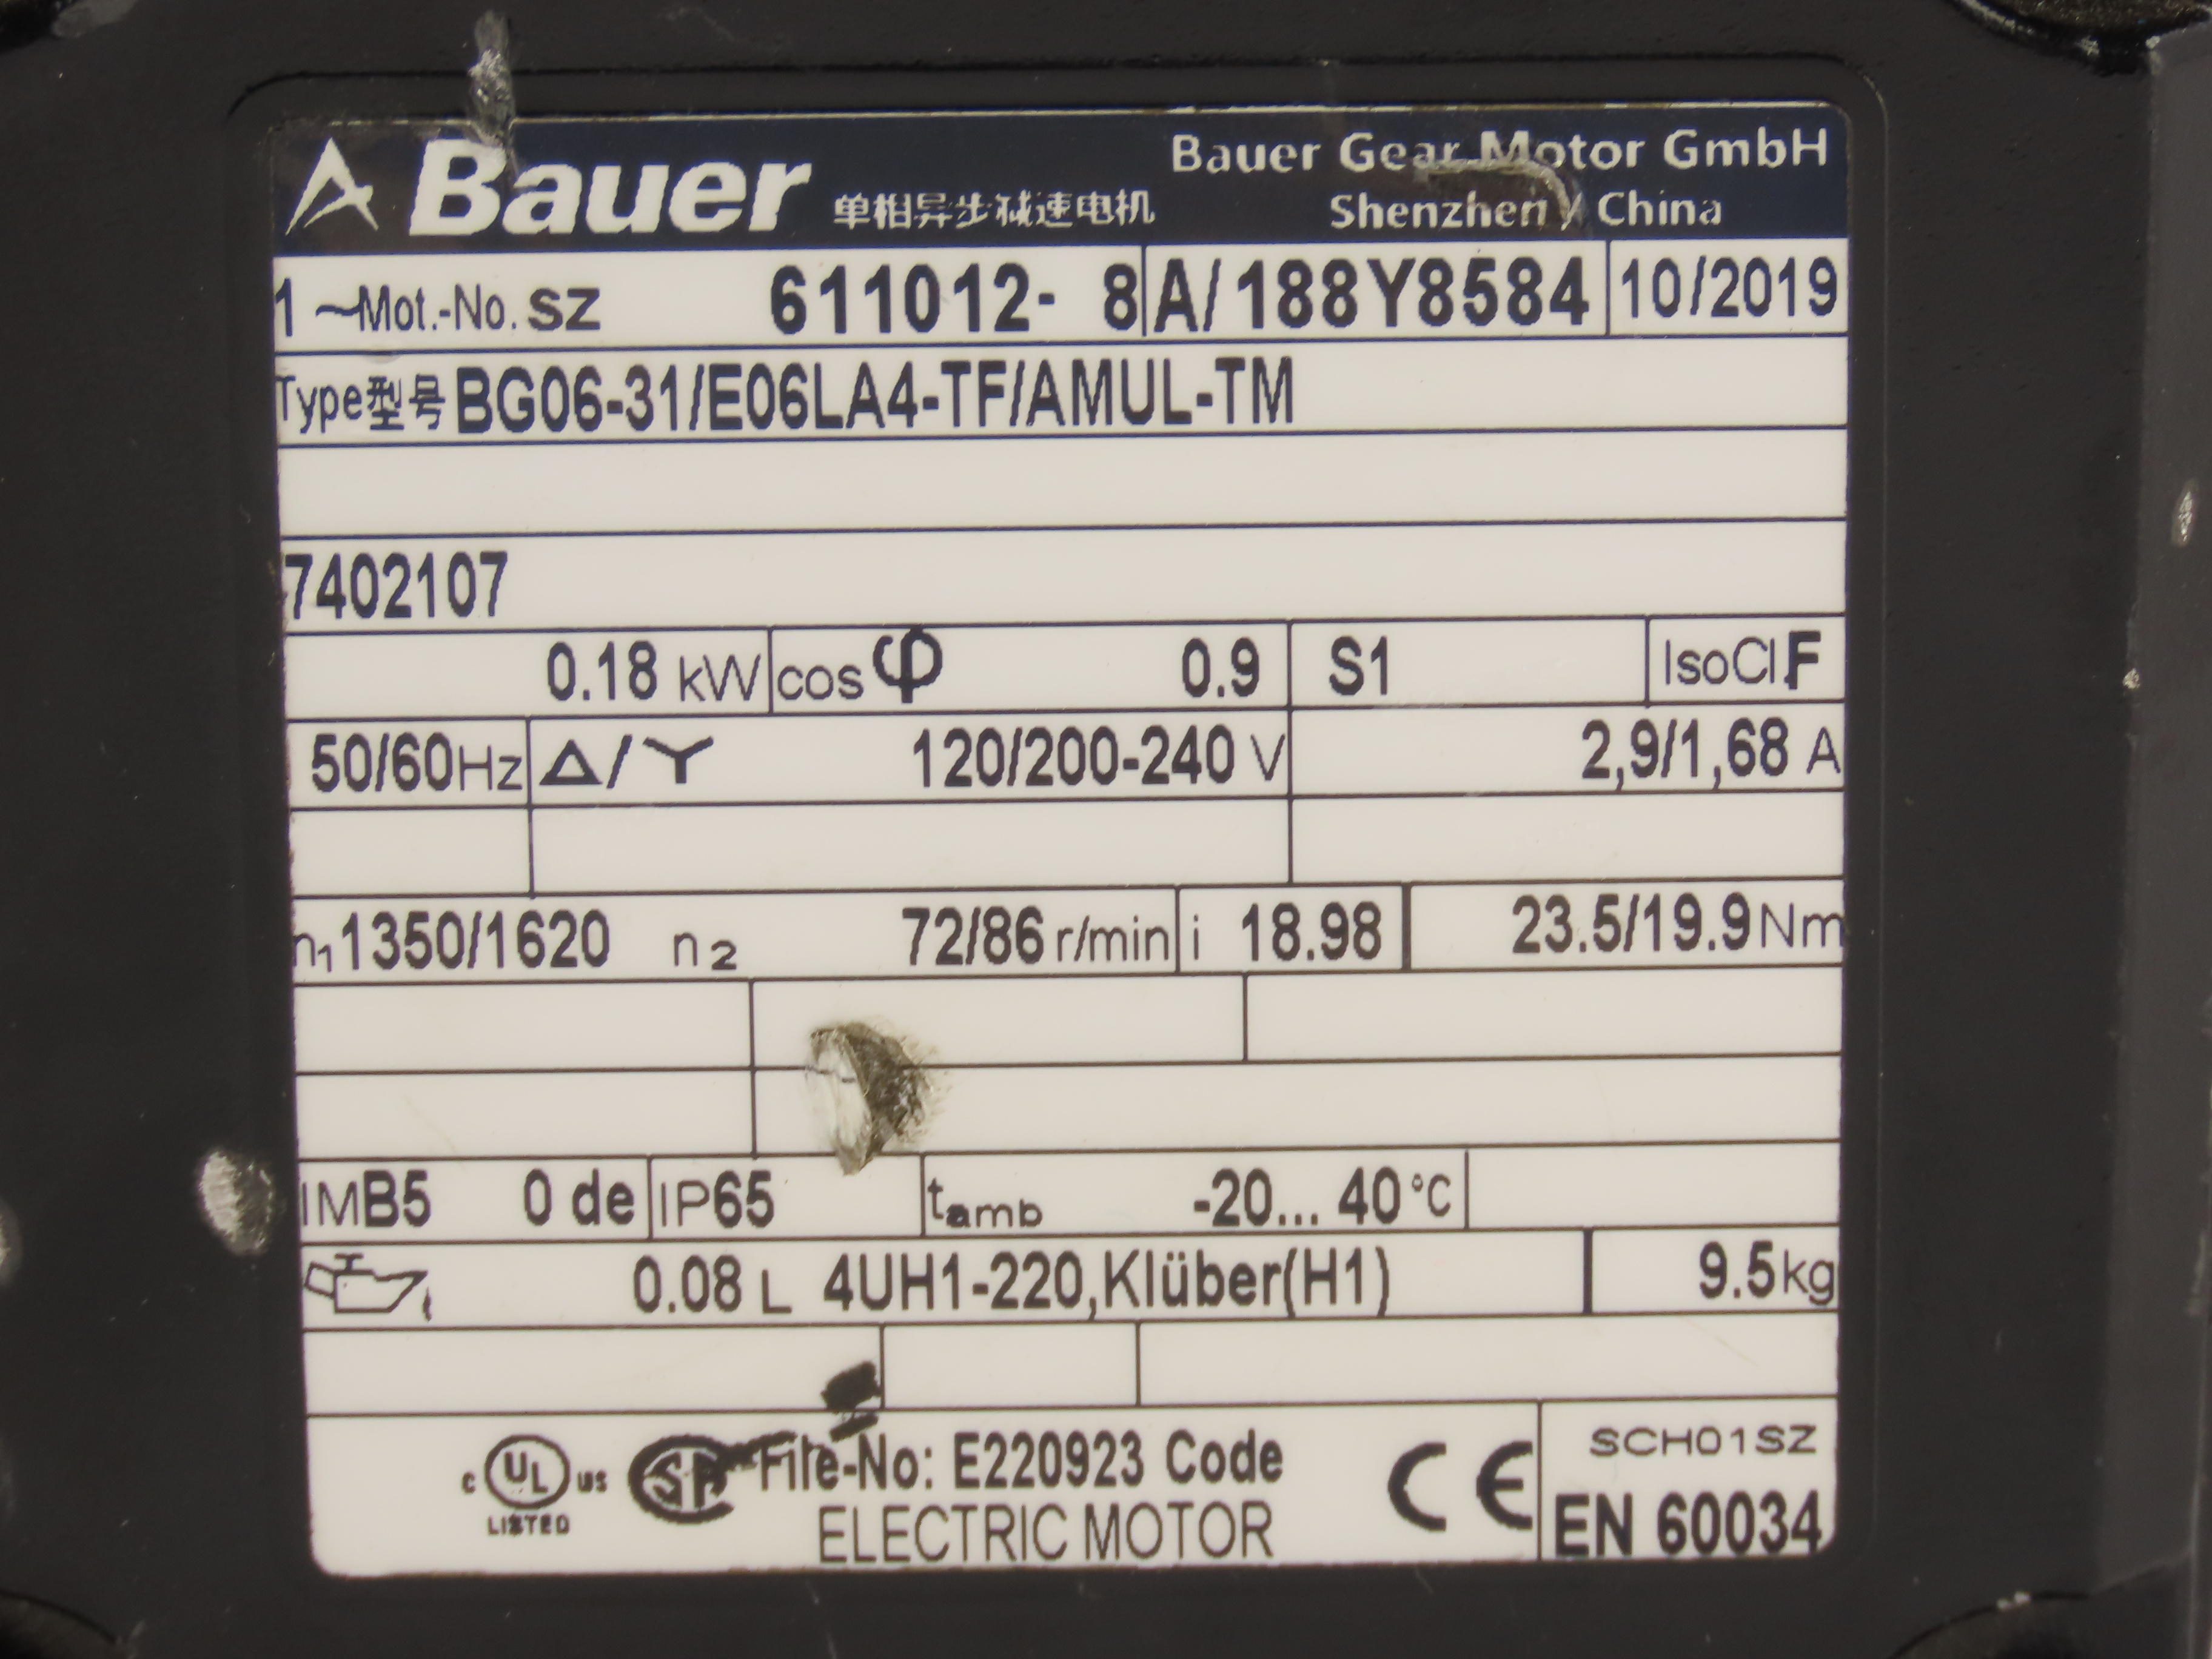 Bauer 单相异步减速电机 Bauer Gear Motor GmbH
Shenzhen / China
1 ~Mot.-No. SZ 611012- 8 A/188Y8584 10/2019
Type型号 BG06-31/E06LA4-TF/AMUL-TM
7402107
0.18 kW cos φ 0.9 S1 IsoCl.F
50/60Hz Δ/Y 120/200-240 V 2,9/1,68 A
n1 1350/1620 n2 72/86 r/min i 18.98 23.5/19.9Nm
IMB5 0 de IP65 tamb -20... 40°C
0.08 L 4UH1-220,Klüber(H1) 9.5kg
c UL us LISTED SA File-No: E220923 Code
ELECTRIC MOTOR
CE
SCH01SZ
EN 60034